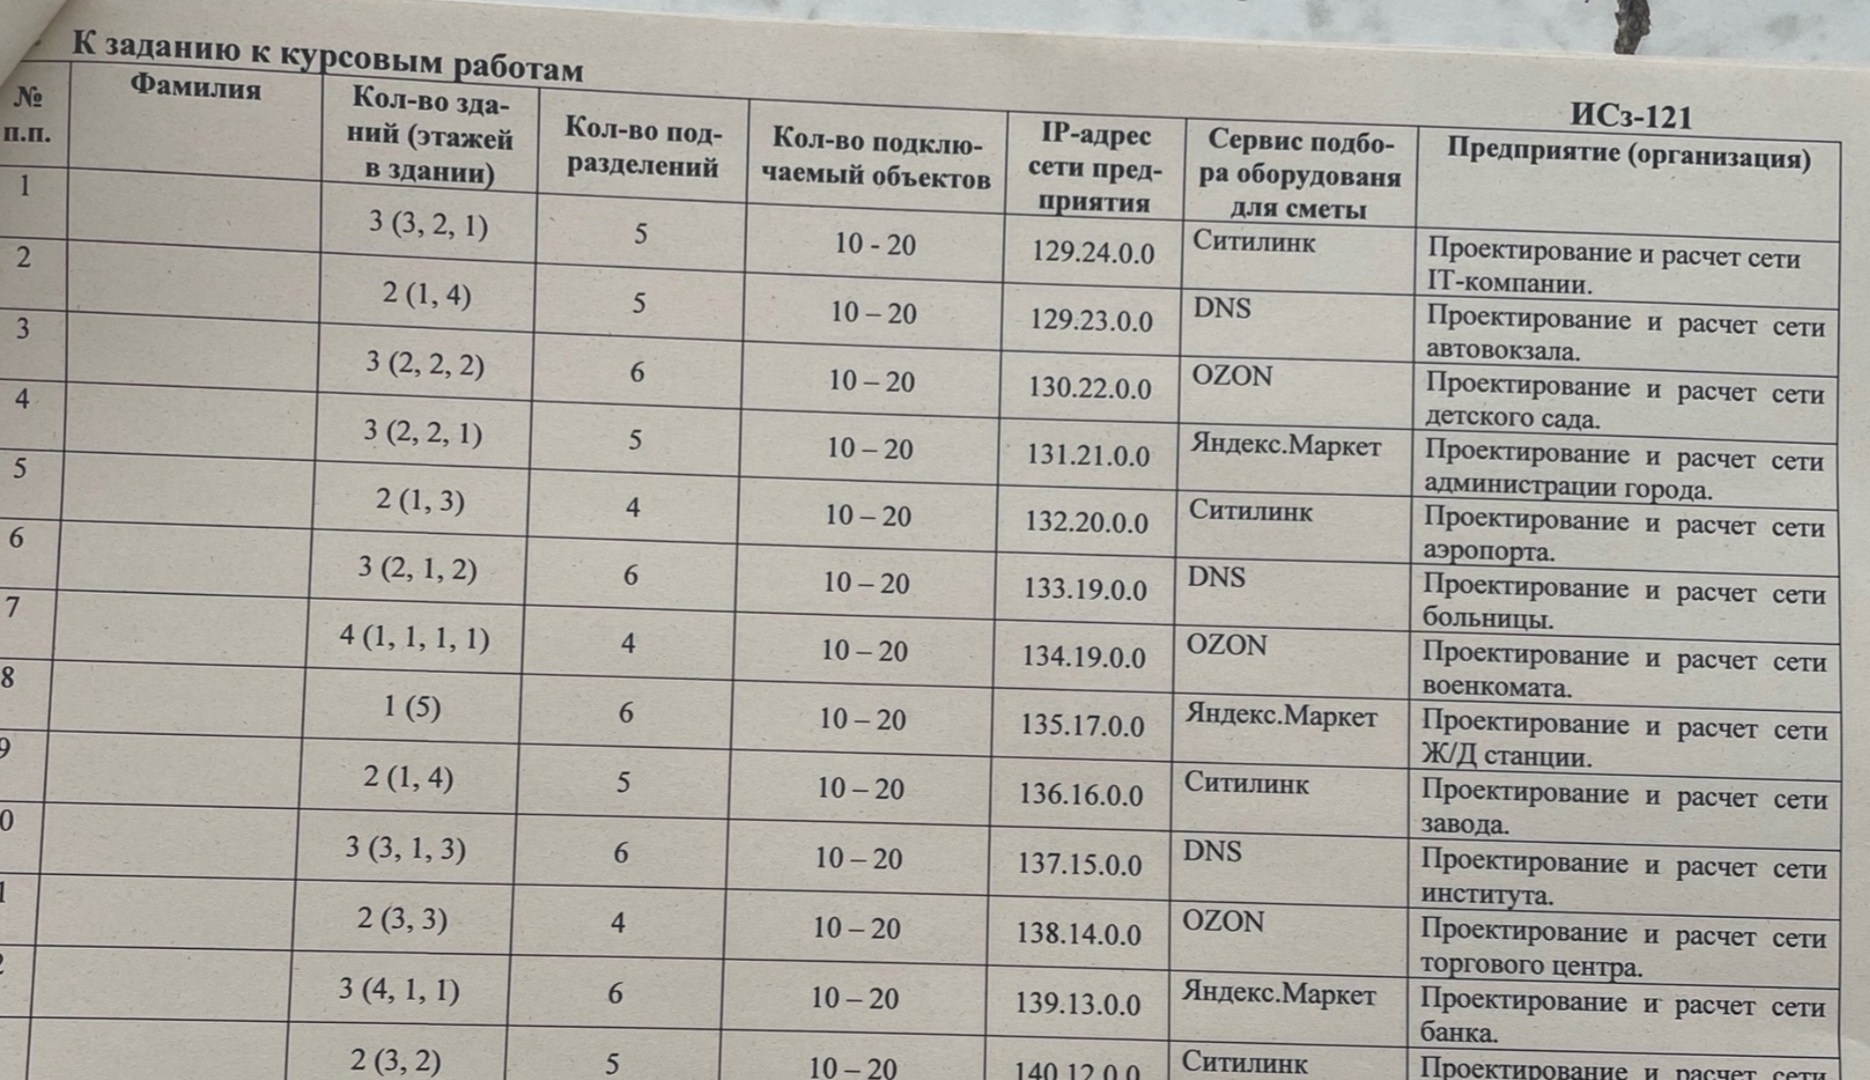 К заданию к курсовым работам
ИСз-121
№ п.п. Фамилия Кол-во зда-ний (этажей в здании) Кол-во под-разделений Кол-во подклю-чаемый объектов IP-адрес сети пред-приятия Сервис подбо-ра оборудованя для сметы Предприятие (организация)
1 3 (3, 2, 1) 5 10 - 20 129.24.0.0 Ситилинк Проектирование и расчет сети
IT-компании.
2 2 (1, 4) 5 10 – 20 129.23.0.0 DNS Проектирование и расчет сети
автовокзала.
3 3 (2, 2, 2) 6 10 – 20 130.22.0.0 OZON Проектирование и расчет сети
детского сада.
4 3 (2, 2, 1) 5 10 – 20 131.21.0.0 Яндекс.Маркет Проектирование и расчет сети
администрации города.
5 2 (1, 3) 4 10 – 20 132.20.0.0 Ситилинк Проектирование и расчет сети
аэропорта.
6 3 (2, 1, 2) 6 10 – 20 133.19.0.0 DNS Проектирование и расчет сети
больницы.
7 4 (1, 1, 1, 1) 4 10 – 20 134.19.0.0 OZON Проектирование и расчет сети
военкомата.
8 1 (5) 6 10 – 20 135.17.0.0 Яндекс.Маркет Проектирование и расчет сети
Ж/Д станции.
9 2 (1, 4) 5 10 – 20 136.16.0.0 Ситилинк Проектирование и расчет сети
завода.
0 3 (3, 1, 3) 6 10 – 20 137.15.0.0 DNS Проектирование и расчет сети
института.
1 2 (3, 3) 4 10 – 20 138.14.0.0 OZON Проектирование и расчет сети
торгового центра.
2 3 (4, 1, 1) 6 10 – 20 139.13.0.0 Яндекс.Маркет Проектирование и расчет сети
банка.
2 (3, 2) 5 10 – 20 140.12.0.0 Ситилинк Проектирование и расчет сети